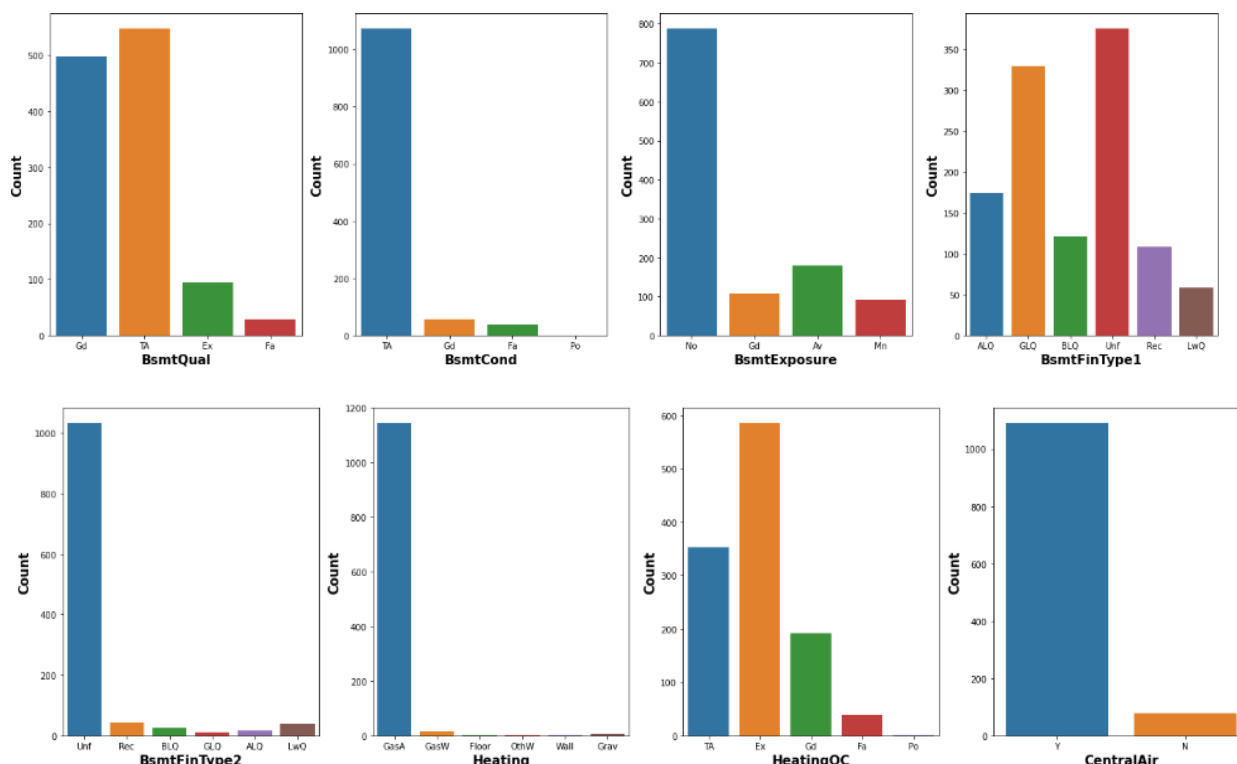 500
400
300
200
100
0
Count
Gd TA Ex Fa
BsmtQual
1000
800
600
400
200
0
Count
TA Gd Fa Po
BsmtCond
800
700
600
500
400
300
200
100
0
Count
No Gd Av Mn
BsmtExposure
350
300
250
200
150
100
50
0
Count
ALQ GLQ BLQ Unf Rec LwQ
BsmtFinType1
1000
800
600
400
200
0
Count
Unf Rec BLQ GLQ ALQ LwQ
BsmtFinType2
1200
1000
800
600
400
200
0
Count
GasA GasW Floor OthW Wall Grav
Heating
600
500
400
300
200
100
0
Count
TA Ex Gd Fa Po
HeatingQC
1000
800
600
400
200
0
Count
Y N
CentralAir